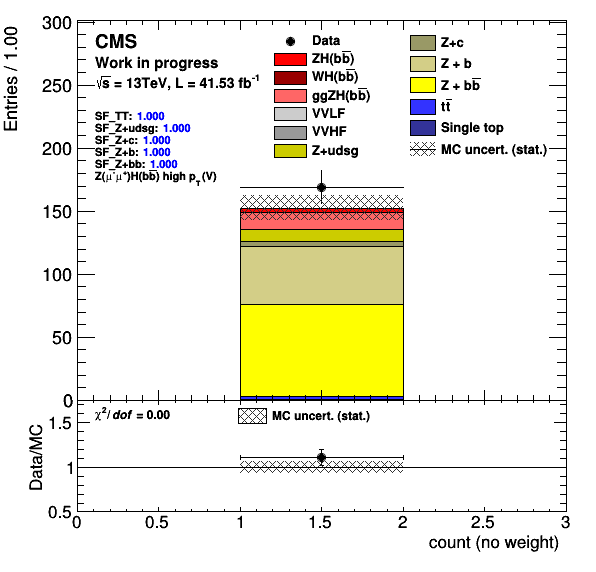 Entries / 1.00
300
250
200
150
100
50
0
CMS
Work in progress
√s = 13TeV, L = 41.53 fb⁻¹
SF_TT: 1.000
SF_Z+udsg: 1.000
SF_Z+c: 1.000
SF_Z+b: 1.000
SF_Z+bb: 1.000
Z(μ⁻μ⁺)H(bb̅) high p_T(V)
Data
ZH(bb̅)
WH(bb̅)
ggZH(bb̅)
VVLF
VVHF
Z+udsg
Z+c
Z + b
Z + bb̅
tt̅
Single top
MC uncert. (stat.)
Data/MC
1.5
1
0.5
χ²/dof = 0.00
MC uncert. (stat.)
0 0.5 1 1.5 2 2.5 3
count (no weight)